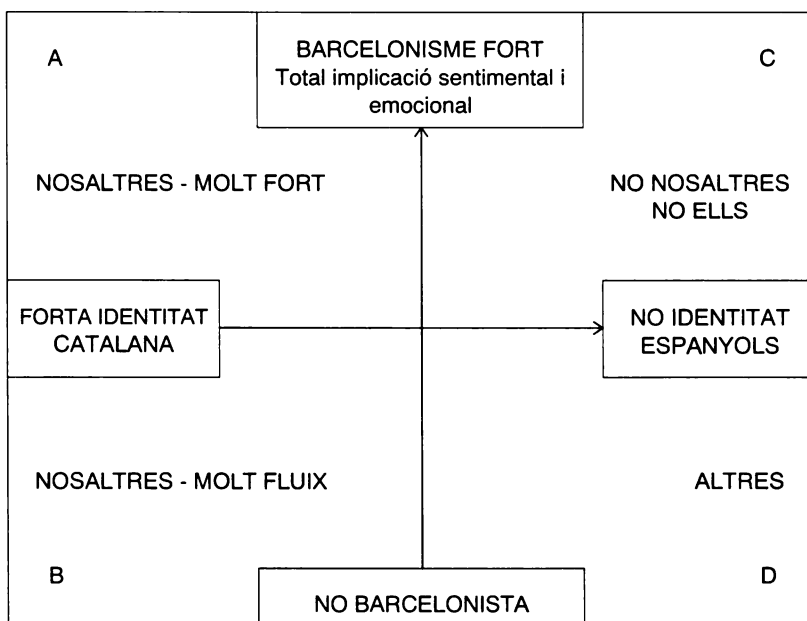 A
BARCELONISME FORT
Total implicació sentimental i
emocional
C
NOSALTRES - MOLT FORT
NO NOSALTRES
NO ELLS
FORTA IDENTITAT
CATALANA
NO IDENTITAT
ESPANYOLS
NOSALTRES - MOLT FLUIX
ALTRES
B
NO BARCELONISTA
D